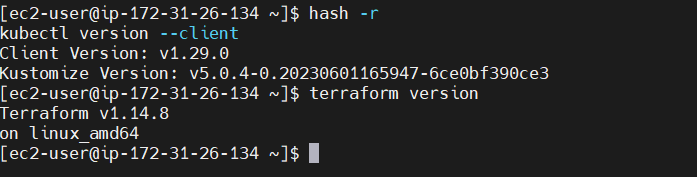 [ec2-user@ip-172-31-26-134 ~]$ hash -r
kubectl version --client
Client Version: v1.29.0
Kustomize Version: v5.0.4-0.20230601165947-6ce0bf390ce3
[ec2-user@ip-172-31-26-134 ~]$ terraform version
Terraform v1.14.8
on linux_amd64
[ec2-user@ip-172-31-26-134 ~]$